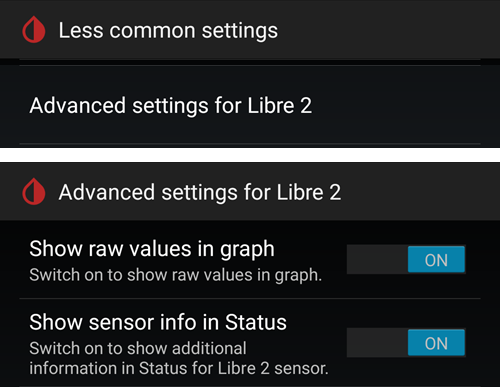 Less common settings
Advanced settings for Libre 2
Advanced settings for Libre 2
Show raw values in graph
Switch on to show raw values in graph.
ON
Show sensor info in Status
Switch on to show additional
information in Status for Libre 2 sensor.
ON